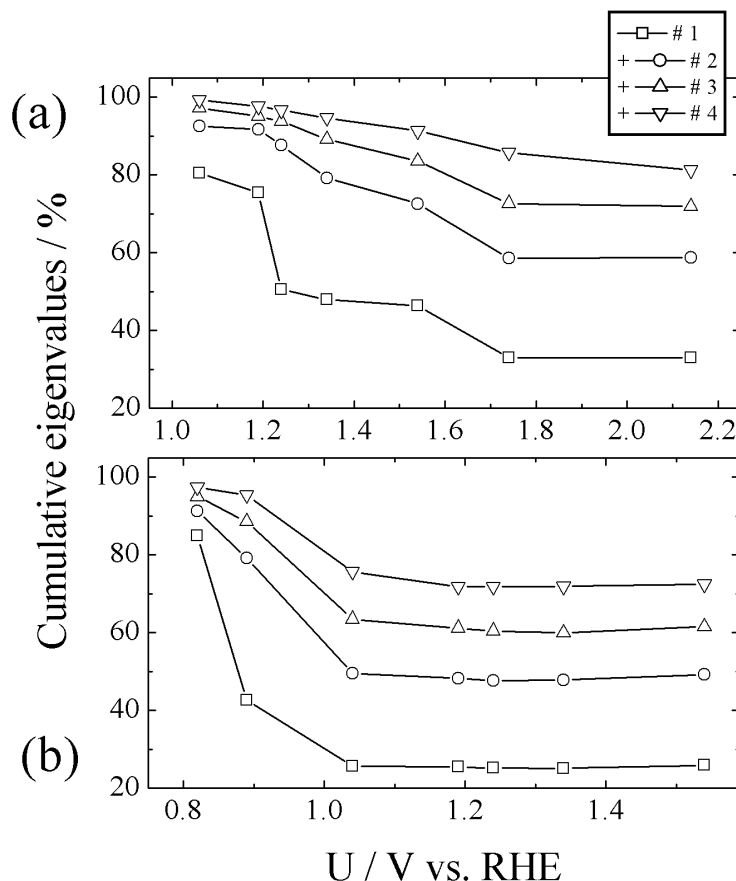 # 1
+ # 2
+ # 3
+ # 4
(a)
100
80
60
40
20
1.0 1.2 1.4 1.6 1.8 2.0 2.2
Cumulative eigenvalues / %
(b)
100
80
60
40
20
0.8 1.0 1.2 1.4
U / V vs. RHE